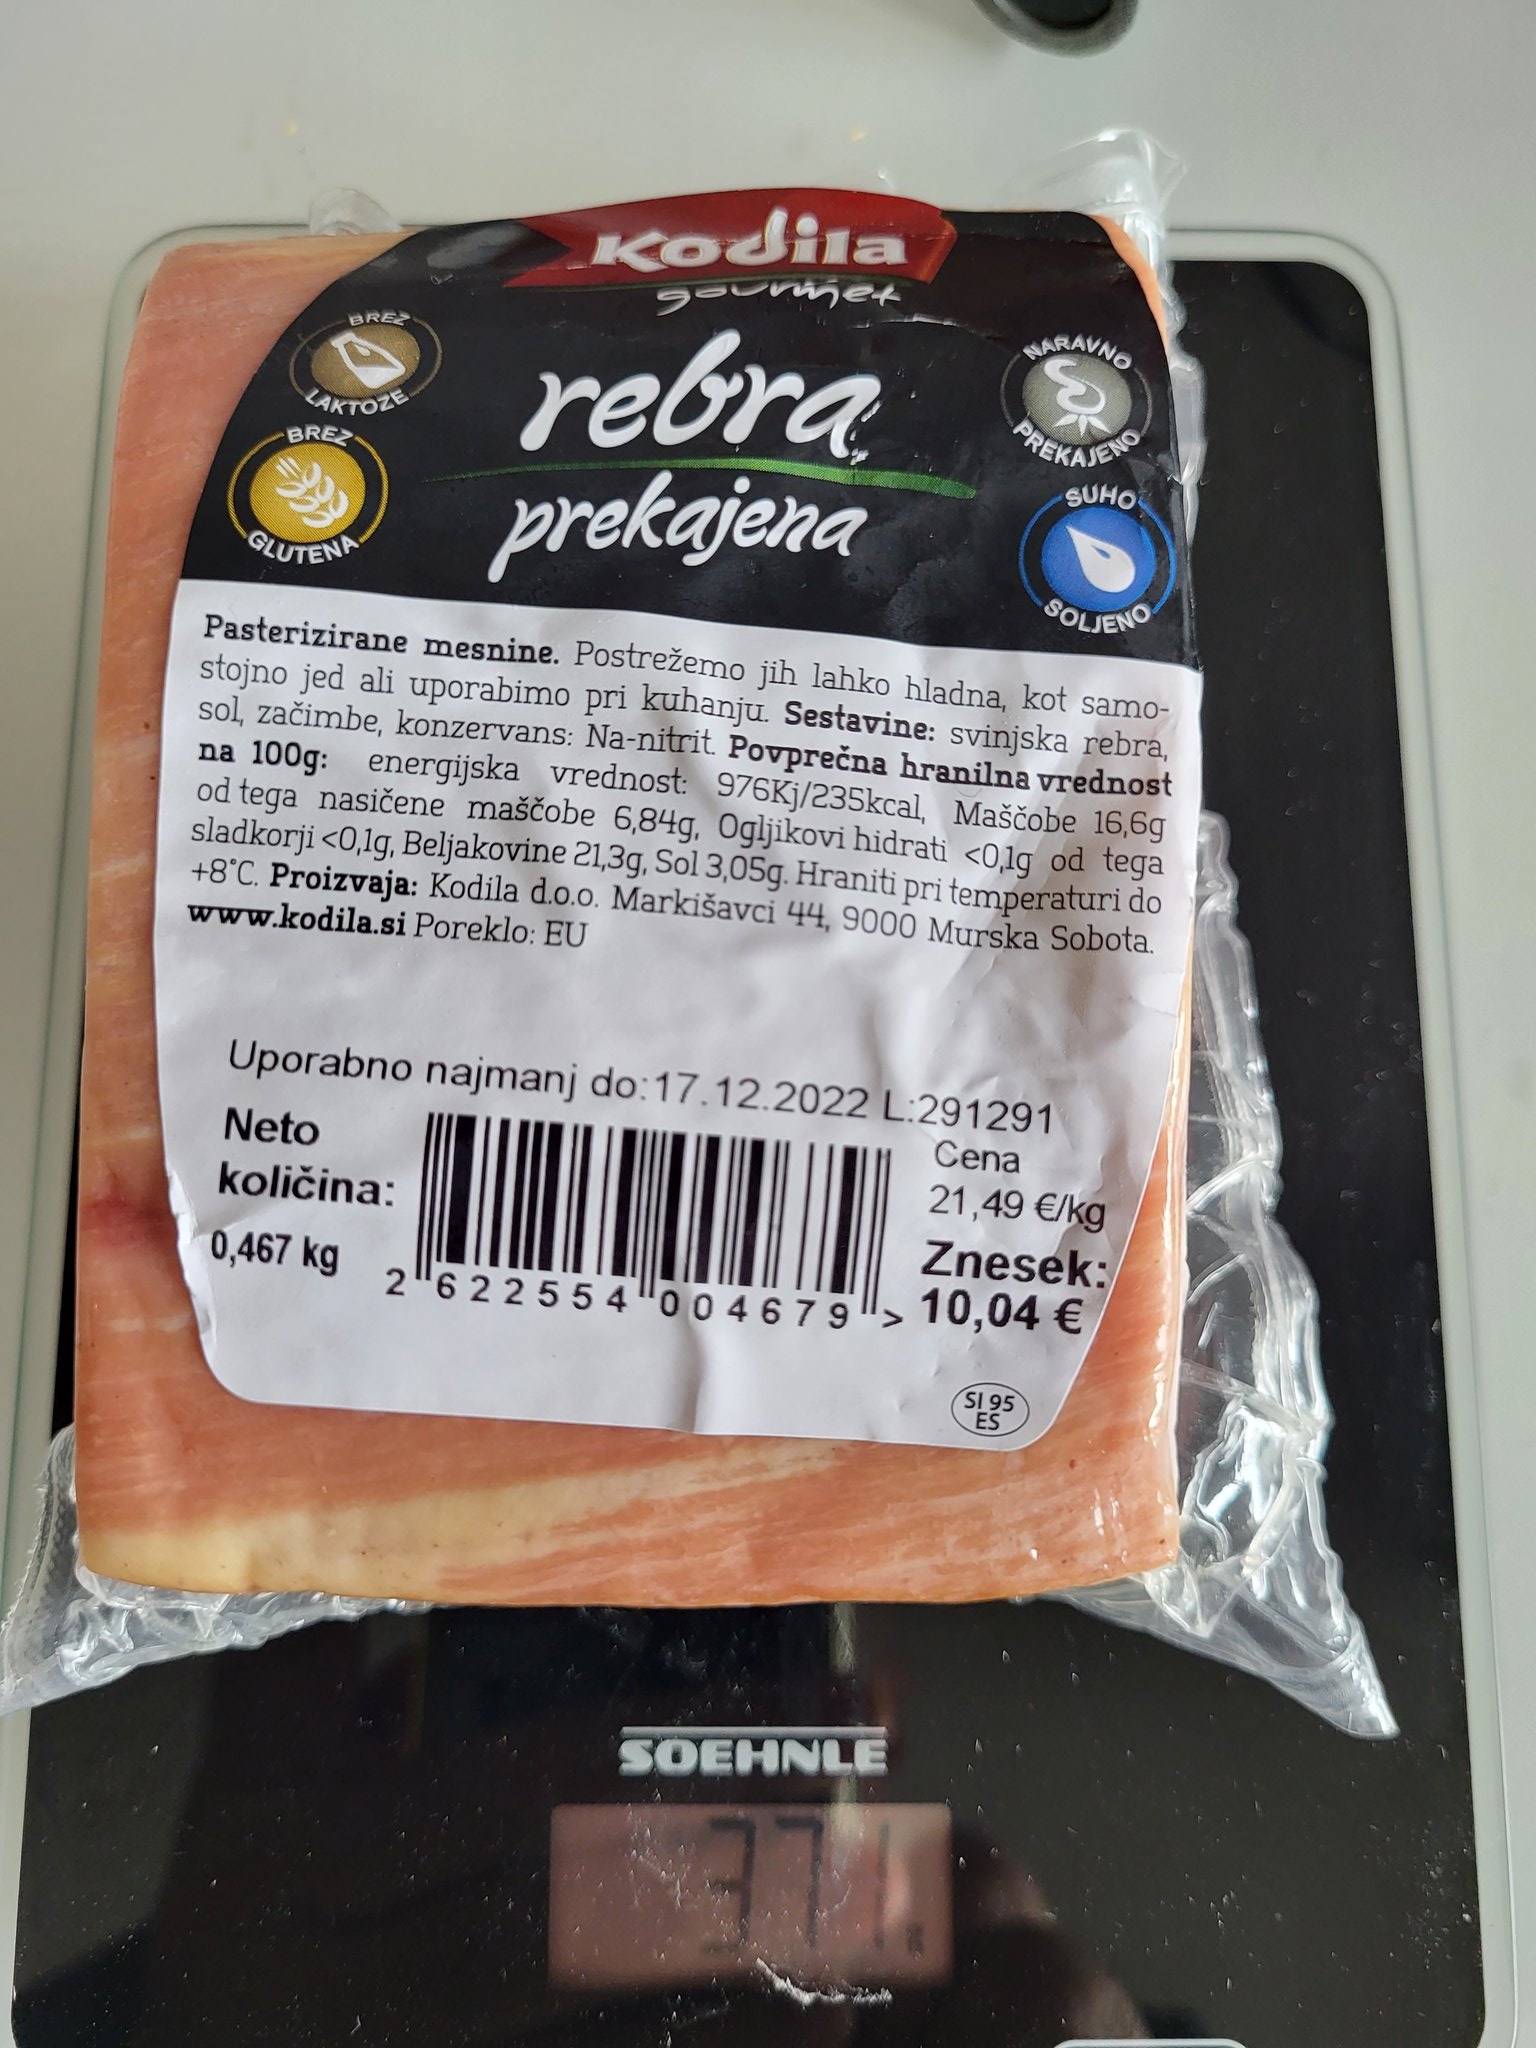 Kodila
gourmet
BREZ
LAKTOZE
BREZ
GLUTENA
rebra
prekajena
NARAVNO
PREKAJENO
SUHO
SOLJENO
Pasterizirane mesnine. Postrežemo jih lahko hladna, kot samo-
stojno jed ali uporabimo pri kuhanju. Sestavine: svinjska rebra,
sol, začimbe, konzervans: Na-nitrit. Povprečna hranilna vrednost
na 100g: energijska vrednost: 976Kj/235kcal, Maščobe 16,6g
od tega nasičene maščobe 6,84g, Ogljikovi hidrati <0,1g od tega
sladkorji <0,1g, Beljakovine 21,3g, Sol 3,05g. Hraniti pri temperaturi do
+8°C. Proizvaja: Kodila d.o.o. Markišavci 44, 9000 Murska Sobota.
www.kodila.si Poreklo: EU
Uporabno najmanj do:17.12.2022 L:291291
Neto
količina:
0,467 kg
2 622554 004679 >
Cena
21,49 €/kg
Znesek:
10,04 €
SI 95
ES
SOEHNLE
371.